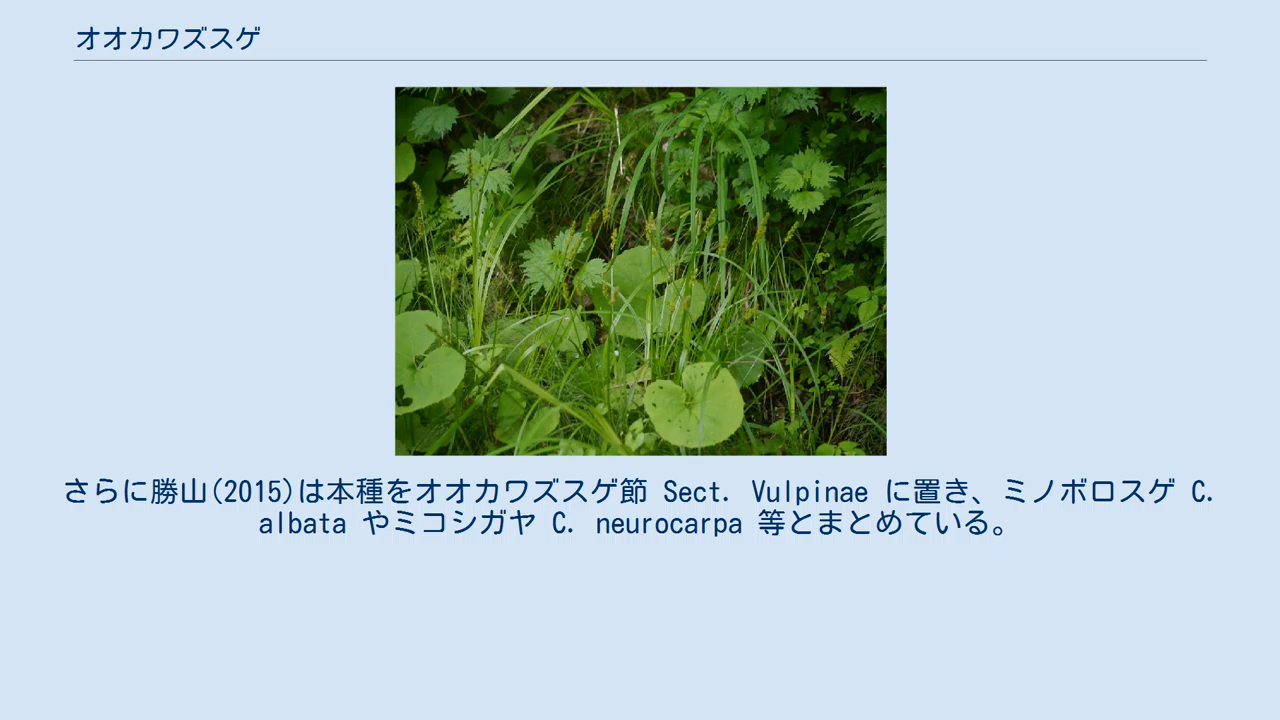 オオカワズスゲ
さらに勝山(2015)は本種をオオカワズスゲ節 Sect. Vulpinae に置き、ミノボロスゲ C.
albata やミコシガヤ C. neurocarpa 等とまとめている。